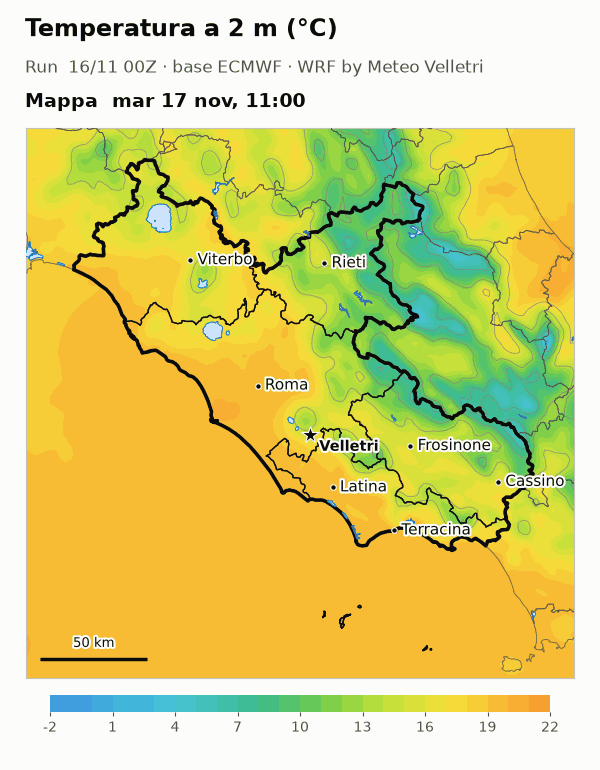 Temperatura a 2 m (°C)
Run  16/11 00Z · base ECMWF · WRF by Meteo Velletri
Mappa  mar 17 nov, 11:00
Viterbo
Rieti
Roma
Velletri
Frosinone
Latina
Cassino
Terracina
50 km
-2 1 4 7 10 13 16 19 22